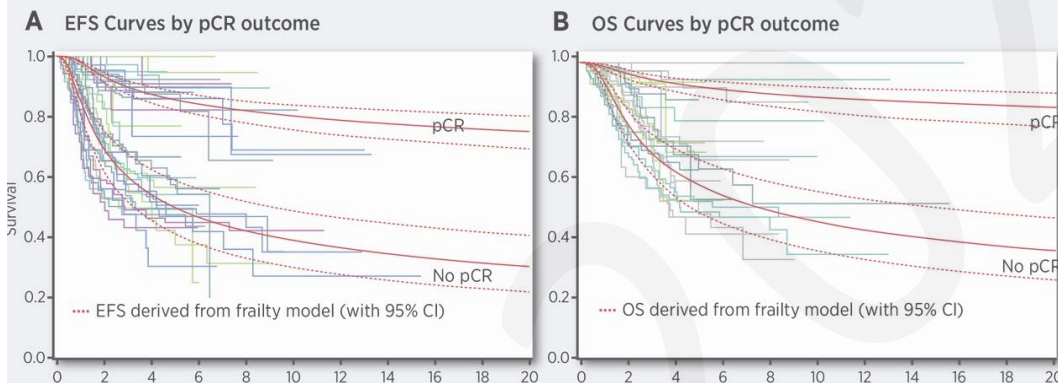 A EFS Curves by pCR outcome
1.0
0.8
0.6
0.4
0.2
0.0
Survival
pCR
No pCR
EFS derived from frailty model (with 95% CI)
0 2 4 6 8 10 12 14 16 18 20
B OS Curves by pCR outcome
1.0
0.8
0.6
0.4
0.2
0.0
pCR
No pCR
OS derived from frailty model (with 95% CI)
0 2 4 6 8 10 12 14 16 18 20